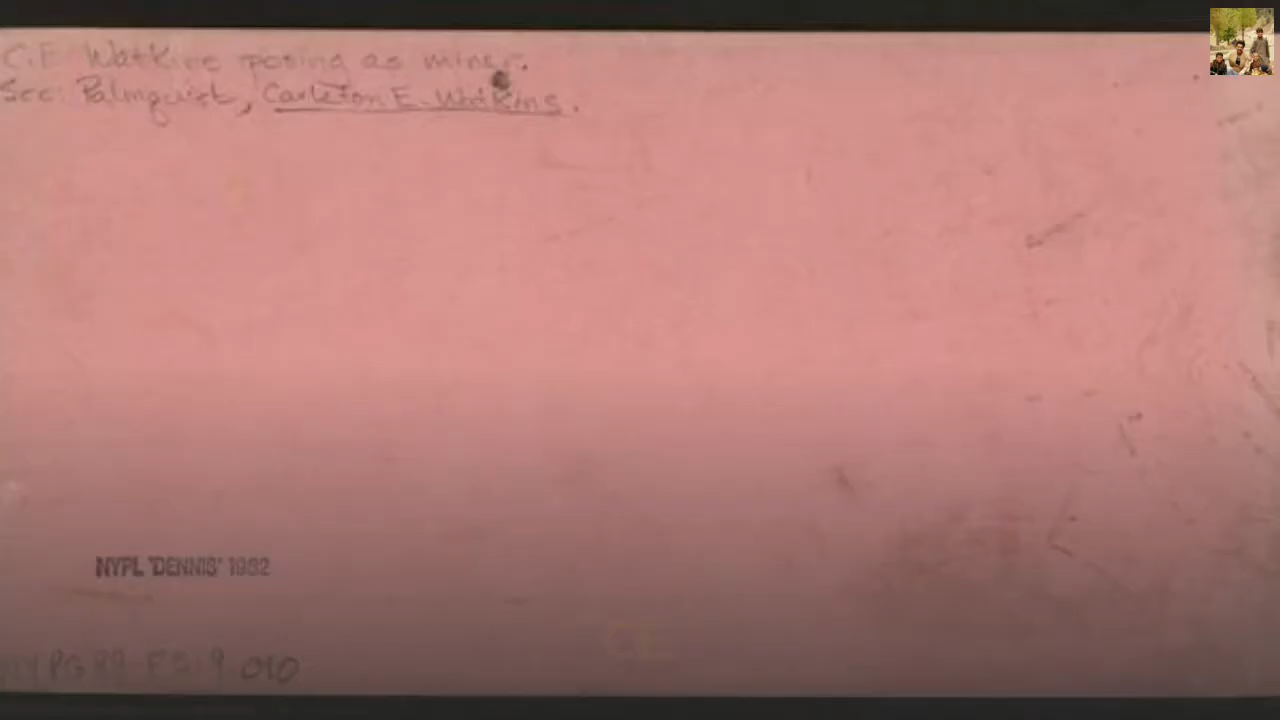 C.E. Watkins posing as miner.
See: Palmquist, Carleton E. Watkins.
NYPL 'DENNIS' 1982